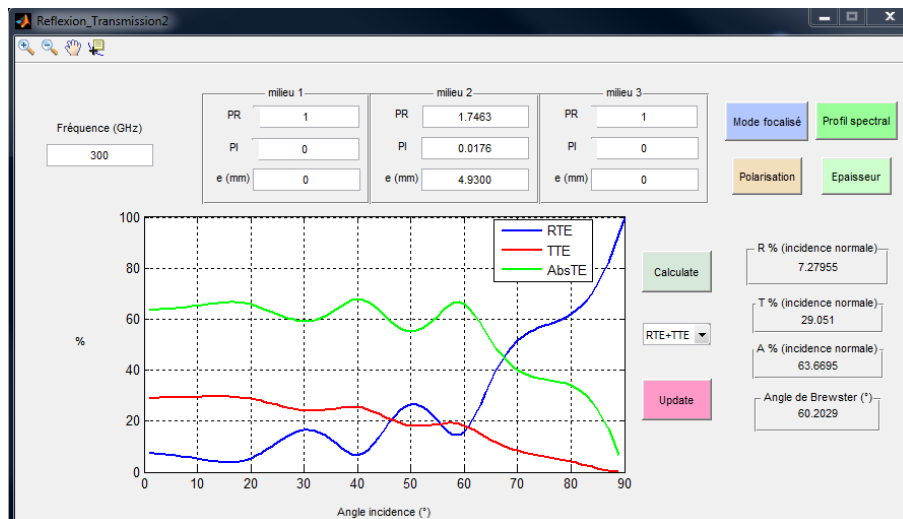 Reflexion_Transmission2
Fréquence (GHz)
300
milieu 1
PR 1
PI 0
e (mm) 0
milieu 2
PR 1.7463
PI 0.0176
e (mm) 4.9300
milieu 3
PR 1
PI 0
e (mm) 0
Mode focalisé
Profil spectral
Polarisation
Epaisseur
100
80
60
40
20
0
%
0 10 20 30 40 50 60 70 80 90
Angle incidence (°)
RTE
TTE
AbsTE
Calculate
RTE+TTE
Update
R % (incidence normale)
7.27955
T % (incidence normale)
29.051
A % (incidence normale)
63.6695
Angle de Brewster (°)
60.2029